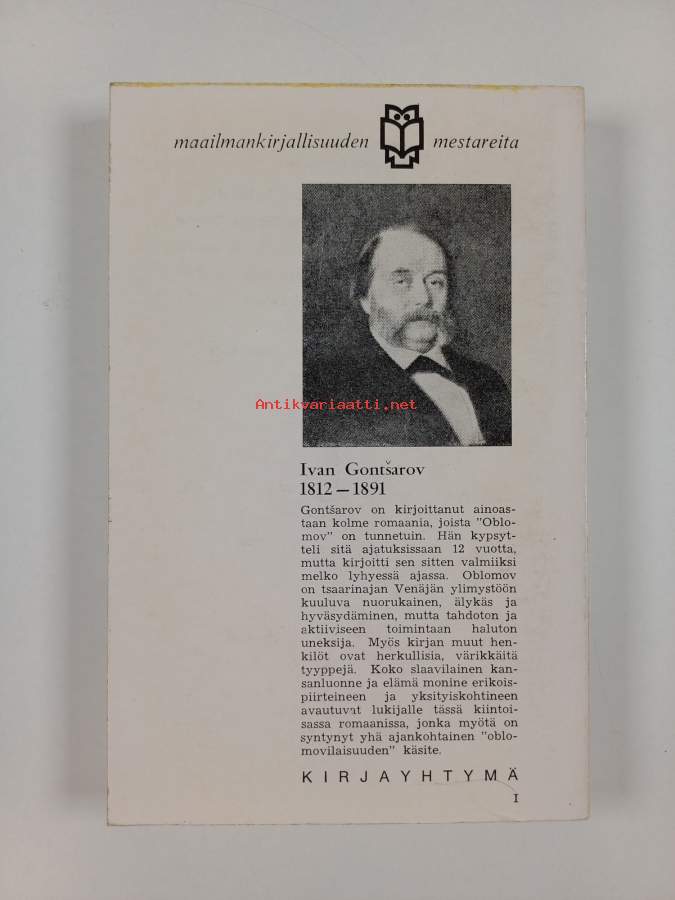 maailmankirjallisuuden mestareita
Antikvariaatti.net
Ivan Gontšarov
1812—1891
Gontšarov on kirjoittanut ainoas-
taan kolme romaania, joista "Oblo-
mov" on tunnetuin. Hän kypsyt-
teli sitä ajatuksissaan 12 vuotta,
mutta kirjoitti sen sitten valmiiksi
melko lyhyessä ajassa. Oblomov
on tsaarinajan Venäjän ylimystöön
kuuluva nuorukainen, älykäs ja
hyväsydäminen, mutta tahdoton ja
aktiiviseen toimintaan haluton
uneksija. Myös kirjan muut hen-
kilöt ovat herkullisia, värikkäitä
tyyppejä. Koko slaavilainen kan-
sanluonne ja elämä monine erikois-
piirteineen ja yksityiskohtineen
avautuvat lukijalle tässä kiintoi-
sassa romaanissa, jonka myötä on
syntynyt yhä ajankohtainen "oblo-
movilaisuuden" käsite.
KIRJAYHTYMÄ
I